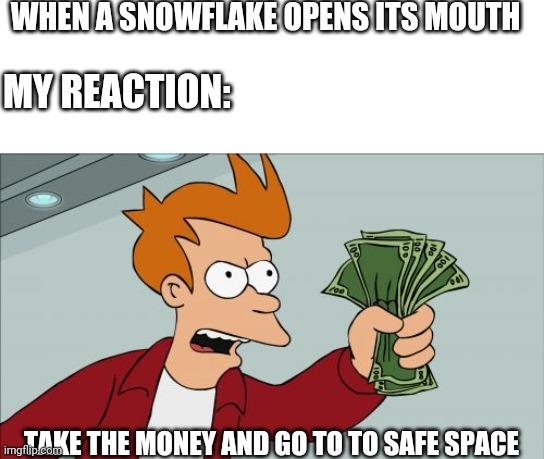 WHEN A SNOWFLAKE OPENS ITS MOUTH
MY REACTION:
TAKE THE MONEY AND GO TO TO SAFE SPACE
imgflip.com